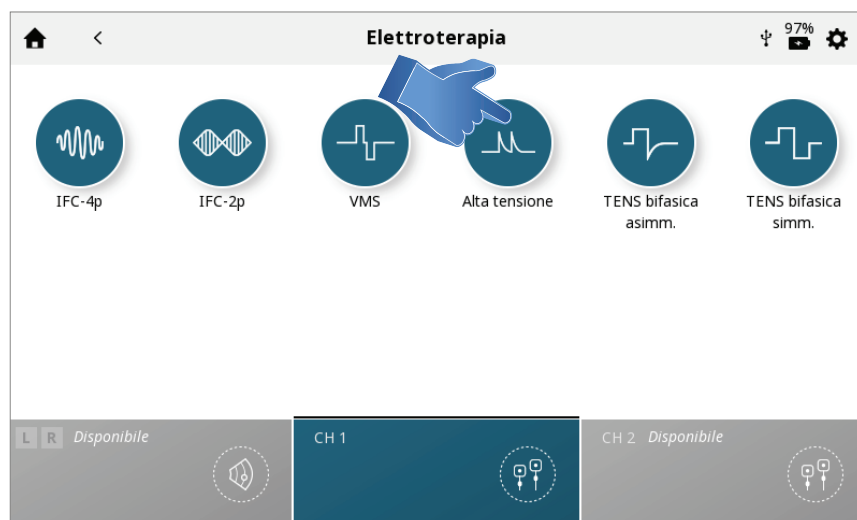 Elettroterapia
97%
IFC-4p
IFC-2p
VMS
Alta tensione
TENS bifasica
asimm.
TENS bifasica
simm.
L R Disponibile
CH 1
CH 2 Disponibile